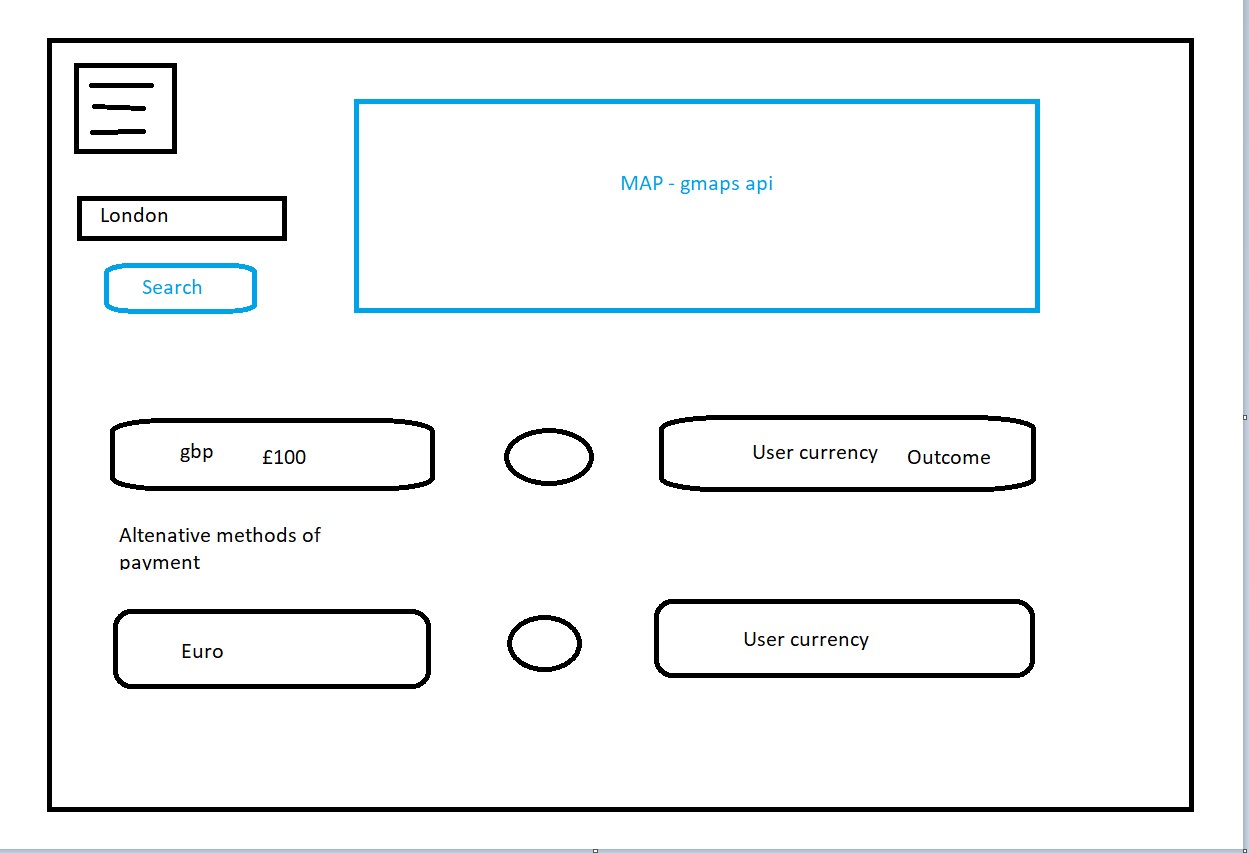 MAP - gmaps api
London
Search
gbp £100
User currency Outcome
Altenative methods of
payment
Euro
User currency